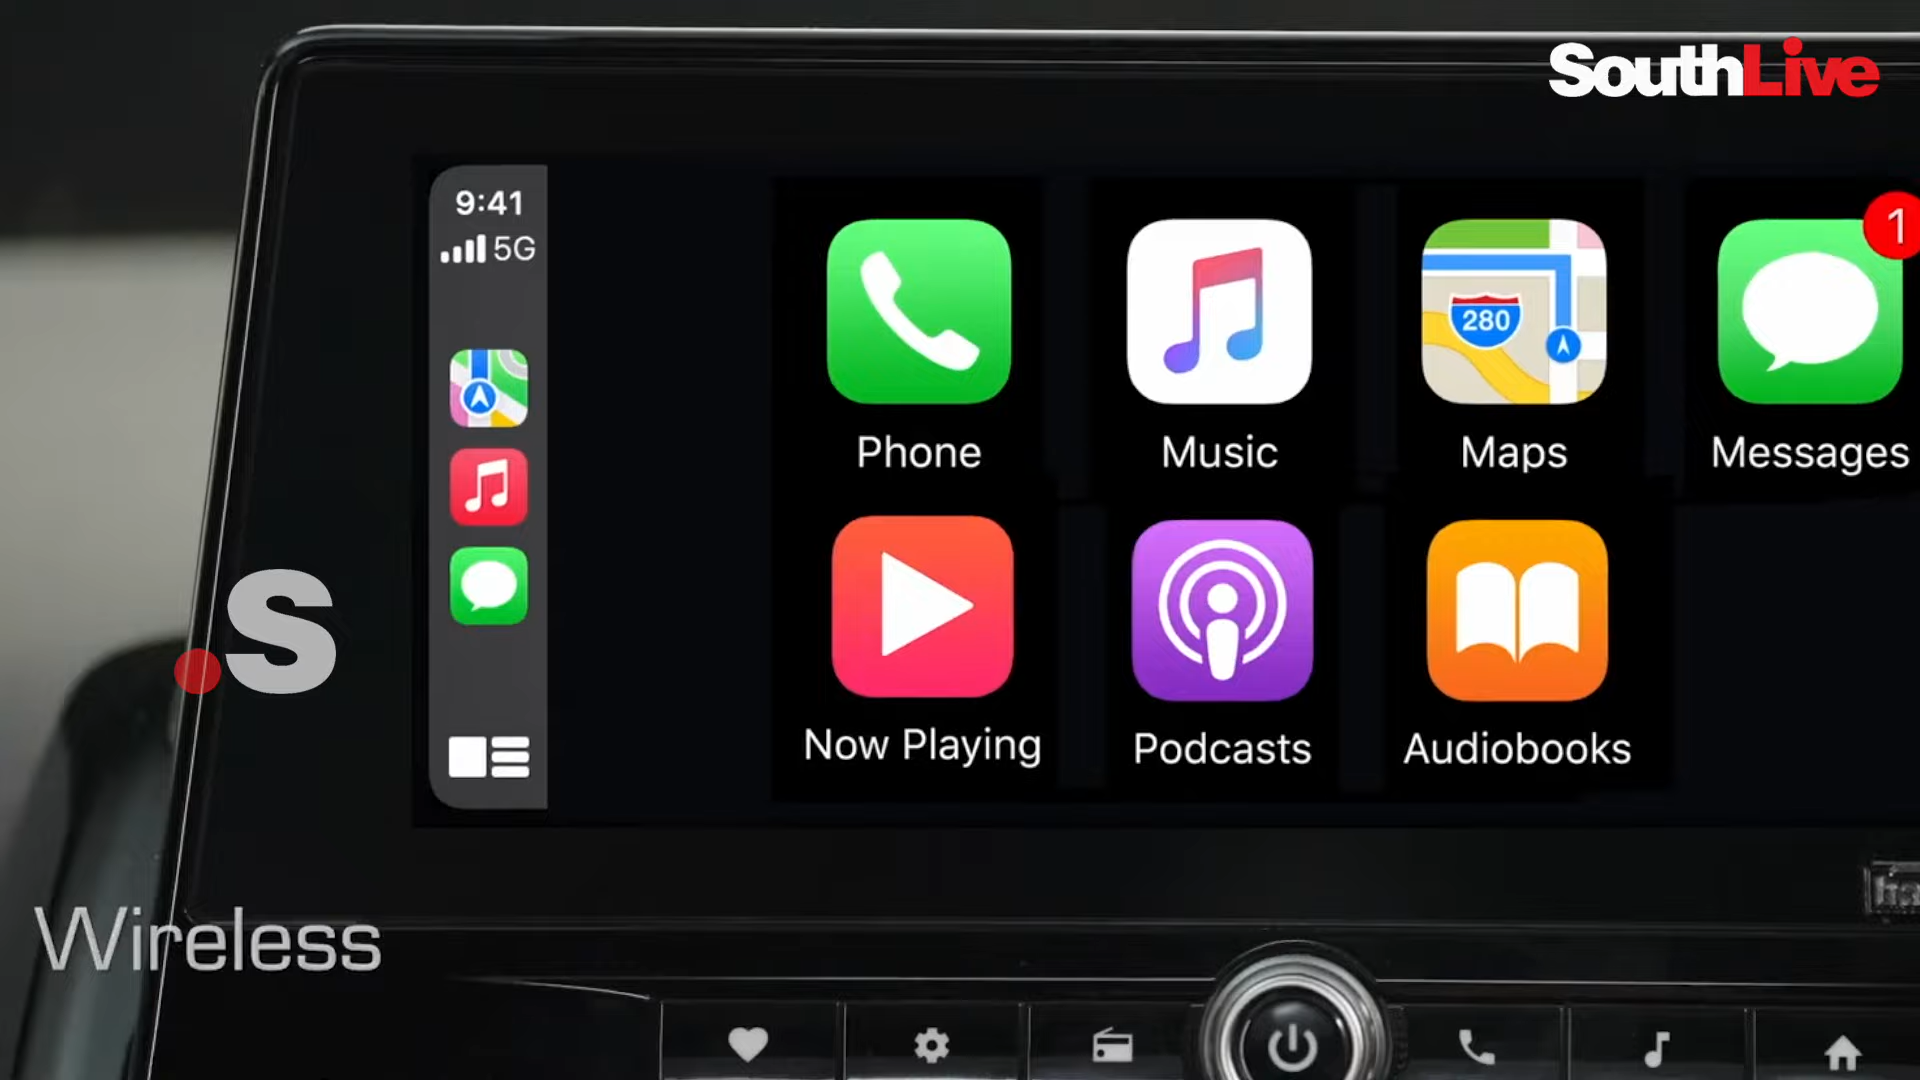 SouthLive
9:41
5G
280
1
Phone
Music
Maps
Messages
.S
Now Playing
Podcasts
Audiobooks
Wireless